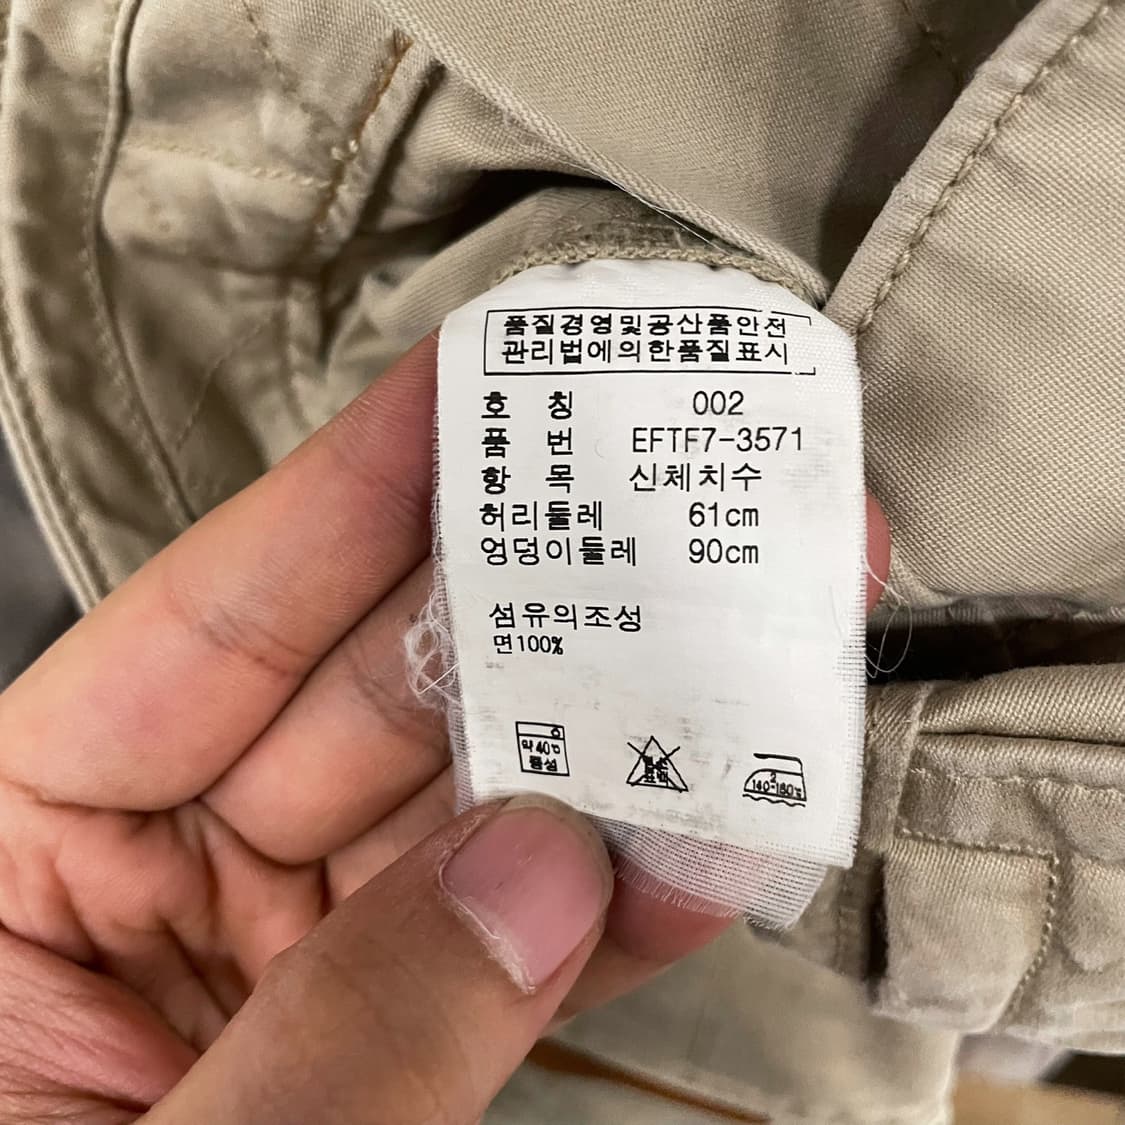 품질경영및공산품안전
관리법에의한품질표시
호 칭 002
품 번 EFTF7-3571
항 목 신체치수
허리둘레 61cm
엉덩이둘레 90cm
섬유의조성
면100%
약40℃
중성
2
140-160℃